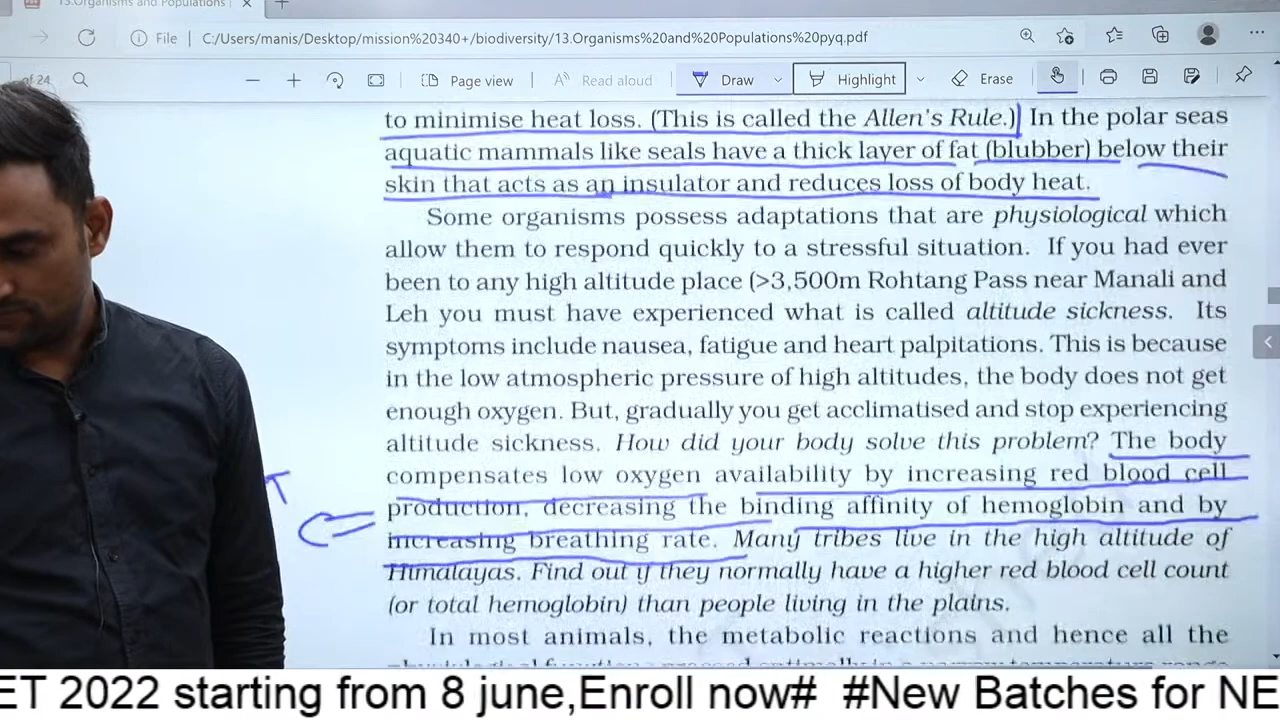 13.Organisms and Populations
File C:/Users/manis/Desktop/mission%20340+/biodiversity/13.Organisms%20and%20Populations%20pyq.pdf
of 24 Page view Read aloud Draw Highlight Erase
to minimise heat loss. (This is called the Allen's Rule.) In the polar seas
aquatic mammals like seals have a thick layer of fat (blubber) below their
skin that acts as an insulator and reduces loss of body heat.
Some organisms possess adaptations that are physiological which
allow them to respond quickly to a stressful situation. If you had ever
been to any high altitude place (>3,500m Rohtang Pass near Manali and
Leh you must have experienced what is called altitude sickness. Its
symptoms include nausea, fatigue and heart palpitations. This is because
in the low atmospheric pressure of high altitudes, the body does not get
enough oxygen. But, gradually you get acclimatised and stop experiencing
altitude sickness. How did your body solve this problem? The body
compensates low oxygen availability by increasing red blood cell
production, decreasing the binding affinity of hemoglobin and by
increasing breathing rate. Many tribes live in the high altitude of
Himalayas. Find out if they normally have a higher red blood cell count
(or total hemoglobin) than people living in the plains.
In most animals, the metabolic reactions and hence all the
ET 2022 starting from 8 june,Enroll now# #New Batches for NE